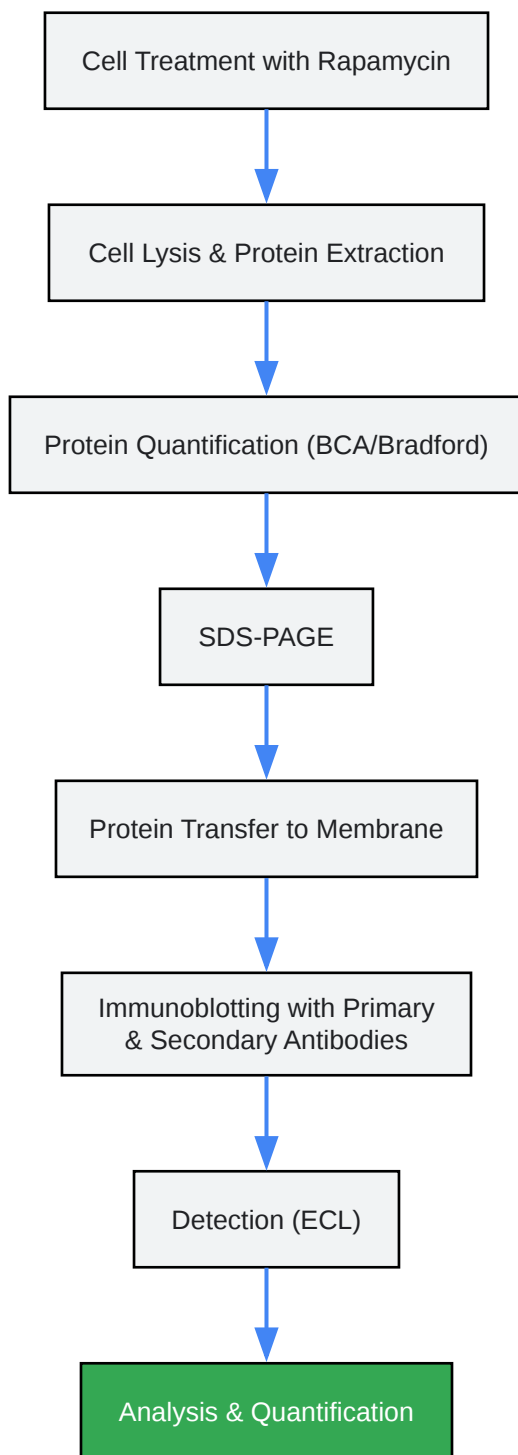 Cell Treatment with Rapamycin
Cell Lysis & Protein Extraction
Protein Quantification (BCA/Bradford)
SDS-PAGE
Protein Transfer to Membrane
Immunoblotting with Primary
& Secondary Antibodies
Detection (ECL)
Analysis & Quantification